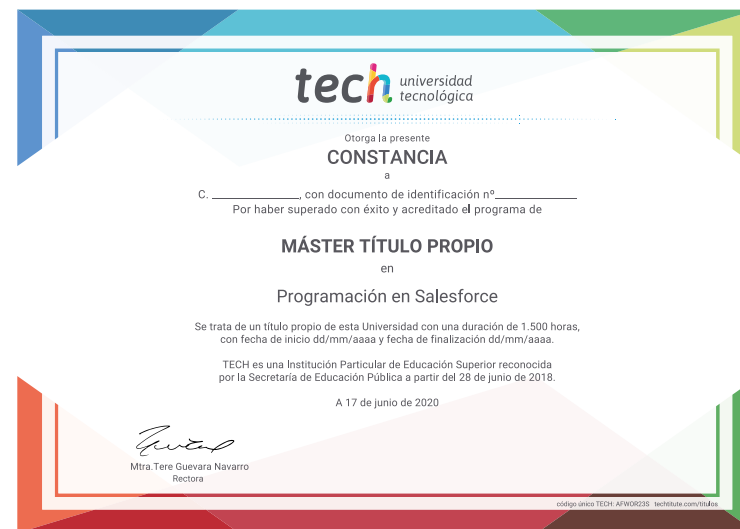 tech universidad
tecnológica
Otorga la presente
CONSTANCIA
a
C. ______________, con documento de identificación nº_____________
Por haber superado con éxito y acreditado el programa de
MÁSTER TÍTULO PROPIO
en
Programación en Salesforce
Se trata de un título propio de esta Universidad con una duración de 1.500 horas,
con fecha de inicio dd/mm/aaaa y fecha de finalización dd/mm/aaaa.
TECH es una Institución Particular de Educación Superior reconocida
por la Secretaría de Educación Pública a partir del 28 de junio de 2018.
A 17 de junio de 2020
Mtra.Tere Guevara Navarro
Rectora
código único TECH: AFWOR23S techtitute.com/titulos